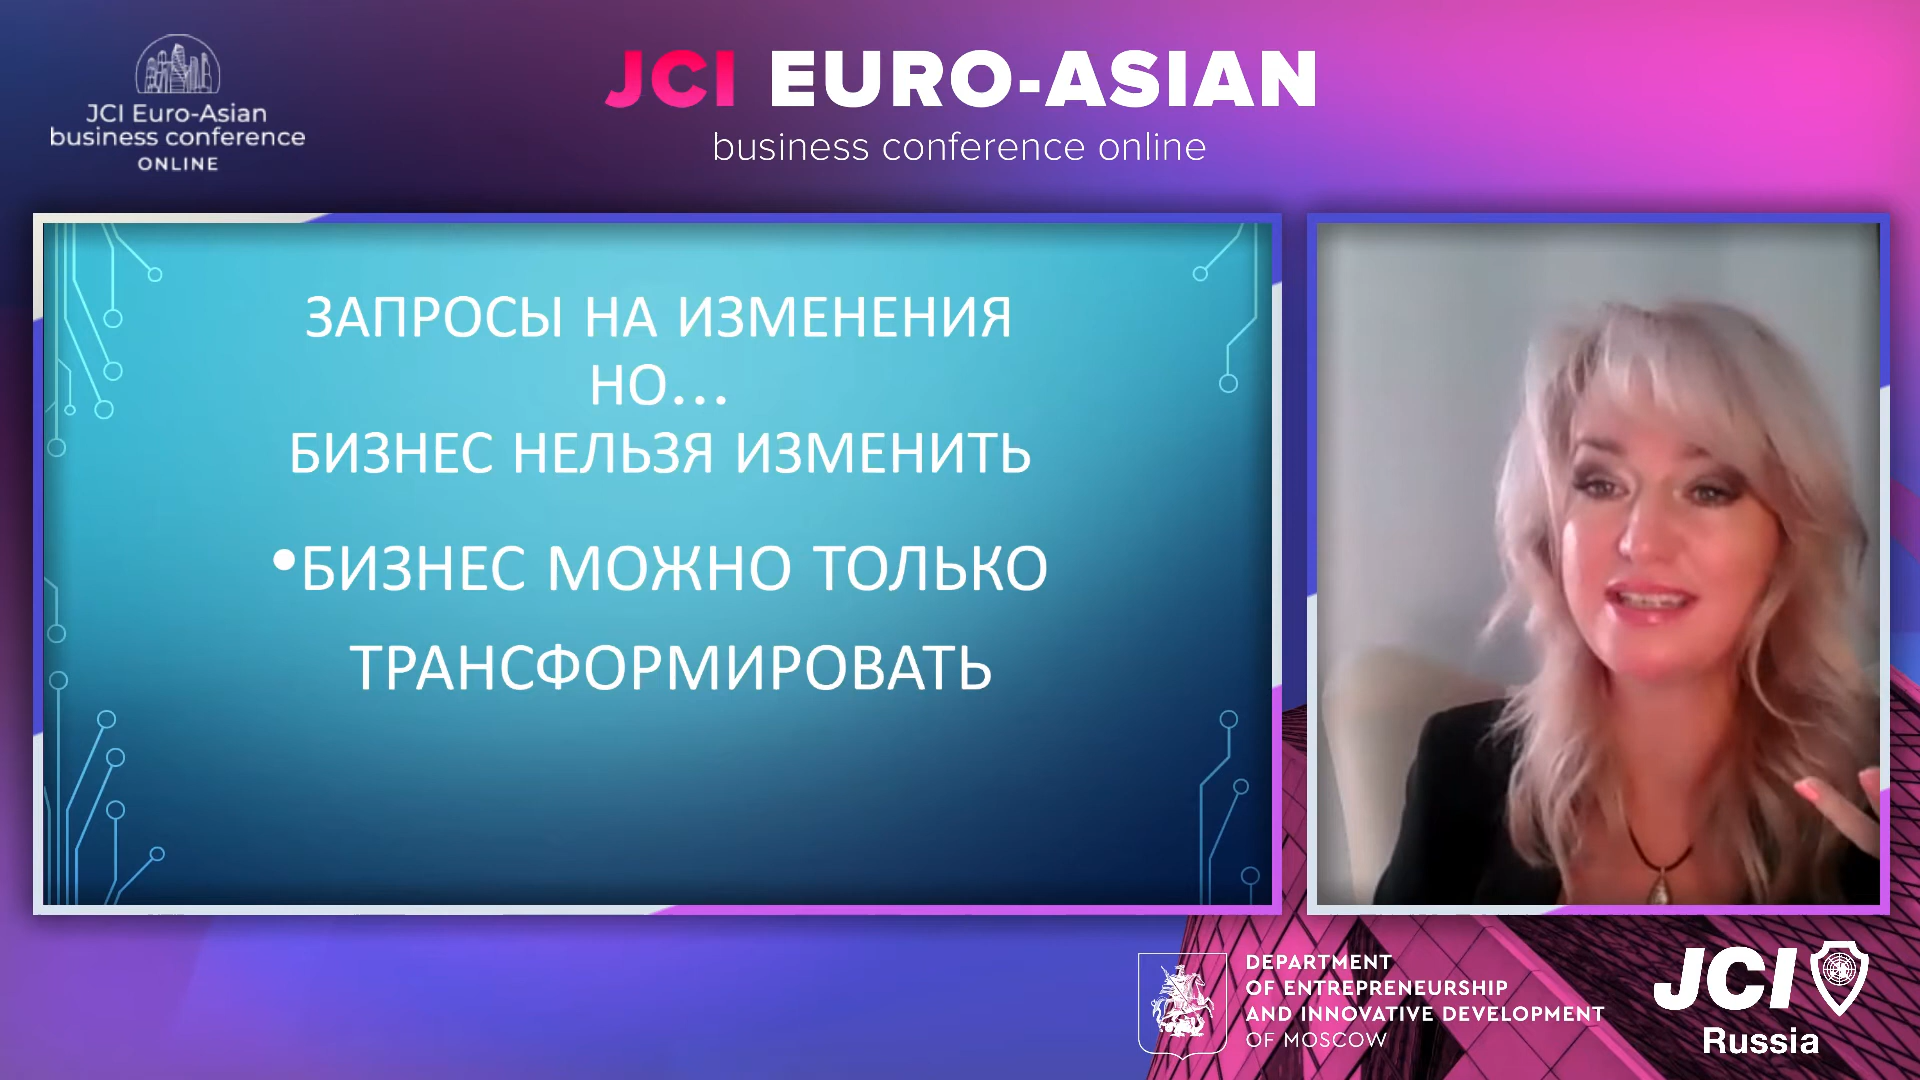 JCI Euro-Asian
business conference
ONLINE
JCI EURO-ASIAN
business conference online
ЗАПРОСЫ НА ИЗМЕНЕНИЯ
НО...
БИЗНЕС НЕЛЬЗЯ ИЗМЕНИТЬ
•БИЗНЕС МОЖНО ТОЛЬКО
ТРАНСФОРМИРОВАТЬ
DEPARTMENT
OF ENTREPRENEURSHIP
AND INNOVATIVE DEVELOPMENT
OF MOSCOW
JCI
Russia